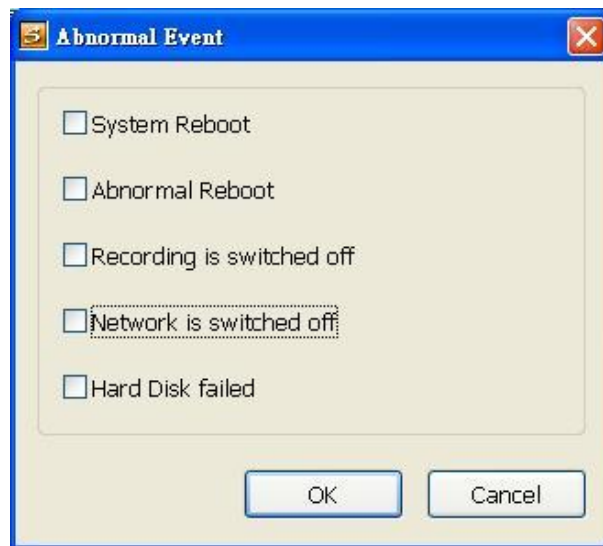 Abnormal Event
System Reboot
Abnormal Reboot
Recording is switched off
Network is switched off
Hard Disk failed
OK
Cancel